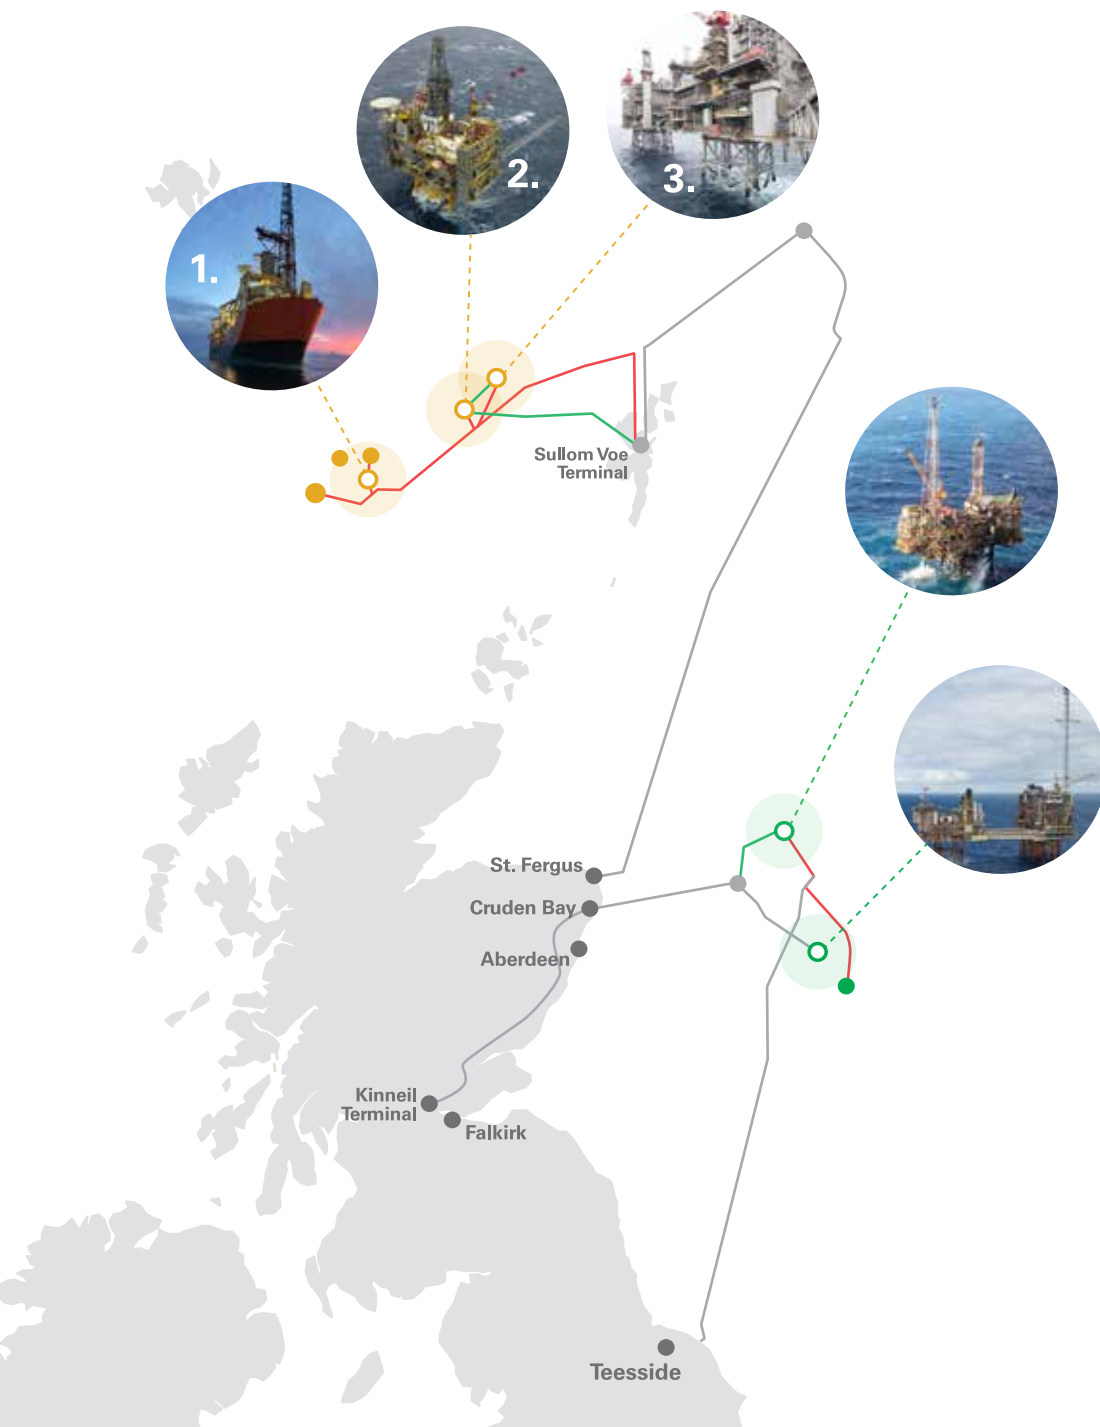 2.
3.
1.
Sullom Voe
Terminal
St. Fergus
Cruden Bay
Aberdeen
Kinneil
Terminal
Falkirk
Teesside